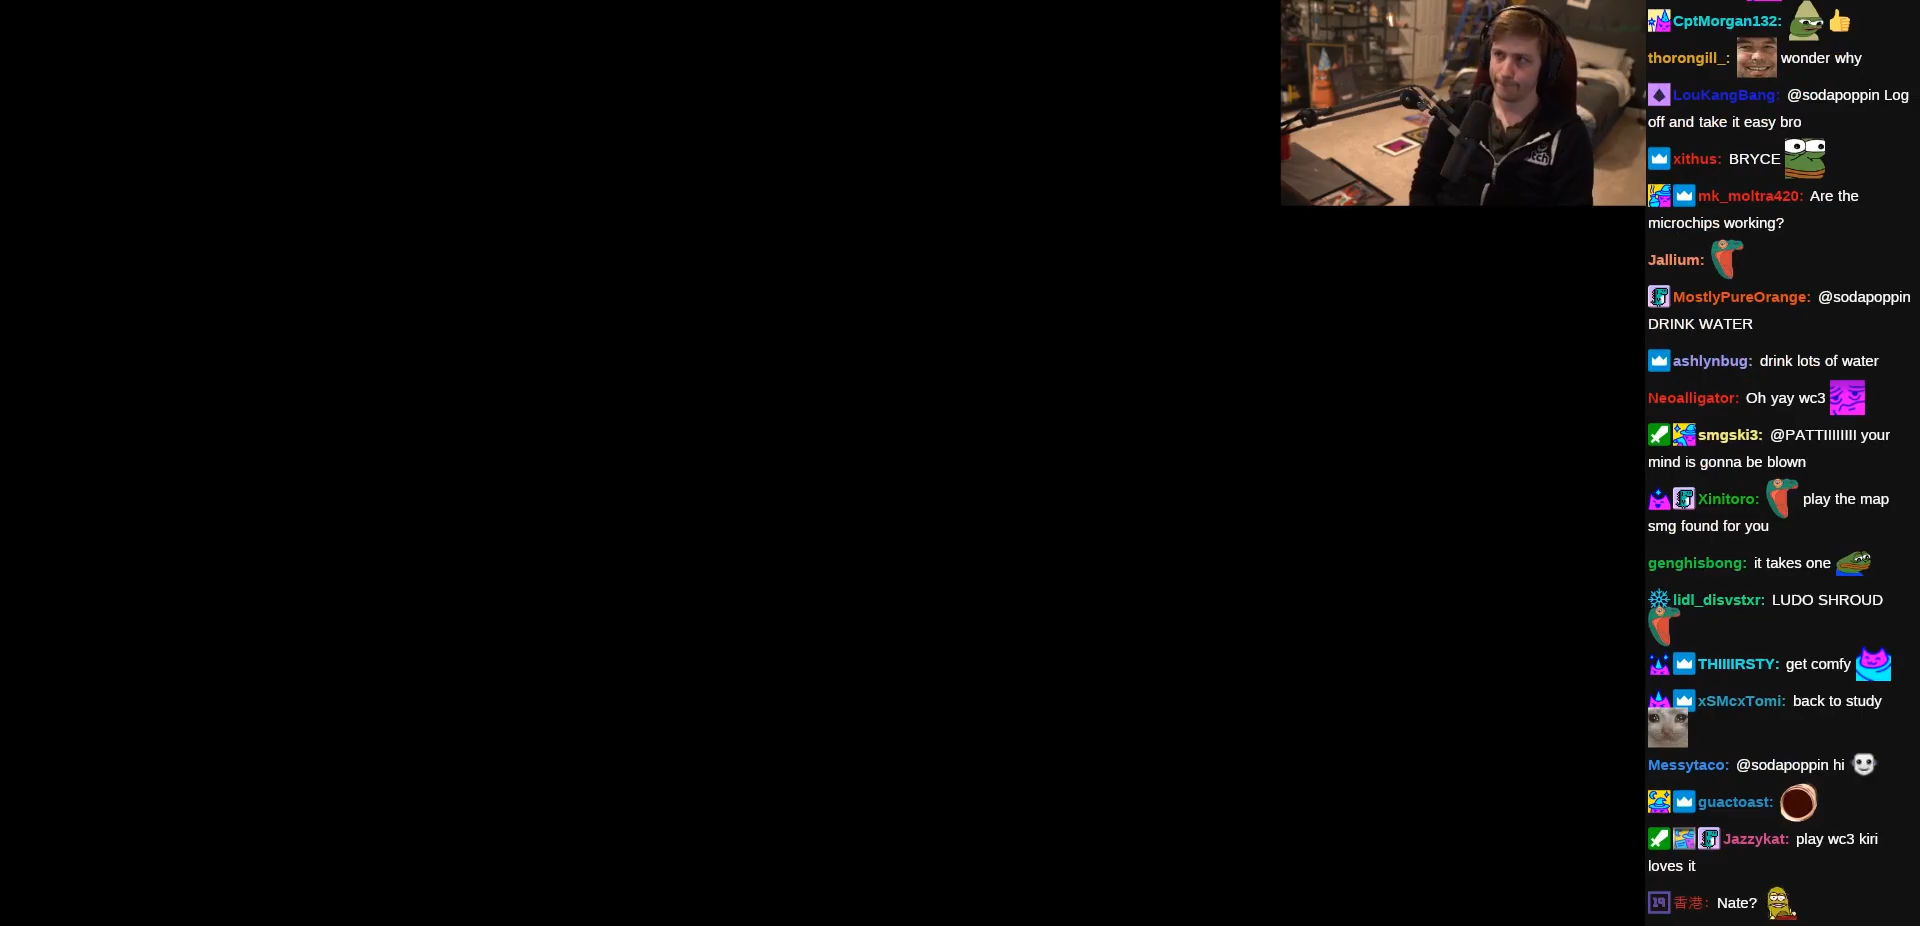 CptMorgan132:
thorongill_: wonder why
LouKangBang: @sodapoppin Log
off and take it easy bro
xithus: BRYCE
mk_moltra420: Are the
microchips working?
Jallium:
MostlyPureOrange: @sodapoppin
DRINK WATER
ashlynbug: drink lots of water
Neoalligator: Oh yay wc3
smgski3: @PATTIIIIIIII your
mind is gonna be blown
Xinitoro: play the map
smg found for you
genghisbong: it takes one
lidl_disvstxr: LUDO SHROUD
THIIIIRSTY: get comfy
xSMcxTomi: back to study
Messytaco: @sodapoppin hi
guactoast:
Jazzykat: play wc3 kiri
loves it
19 香港: Nate?